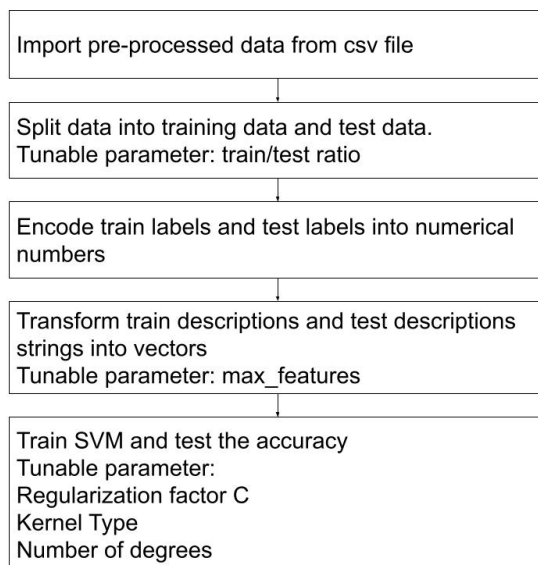 Import pre-processed data from csv file
Split data into training data and test data.
Tunable parameter: train/test ratio
Encode train labels and test labels into numerical
numbers
Transform train descriptions and test descriptions
strings into vectors
Tunable parameter: max_features
Train SVM and test the accuracy
Tunable parameter:
Regularization factor C
Kernel Type
Number of degrees